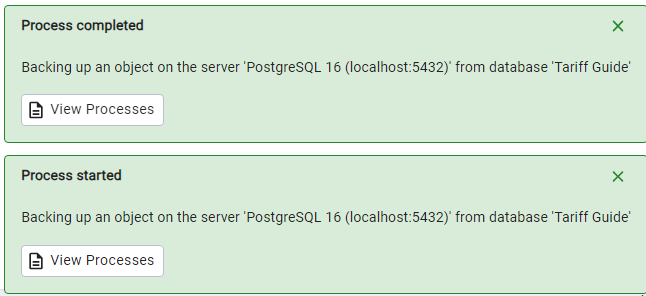 Process completed
Backing up an object on the server 'PostgreSQL 16 (localhost:5432)' from database 'Tariff Guide'
View Processes
Process started
Backing up an object on the server 'PostgreSQL 16 (localhost:5432)' from database 'Tariff Guide'
View Processes